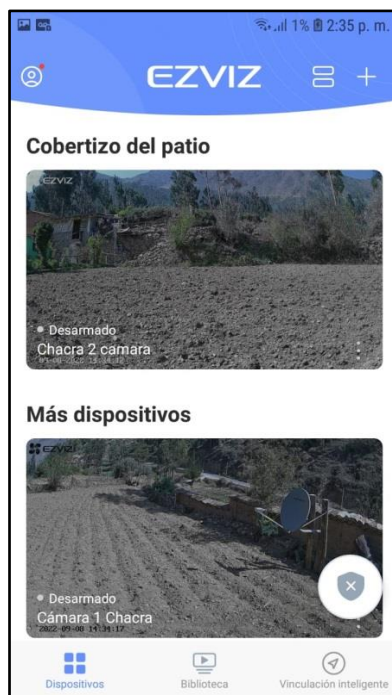 1% 2:35 p. m.
EZVIZ
Cobertizo del patio
EZVIZ
Desarmado
Chacra 2 camara
Más dispositivos
EZVIZ
Desarmado
Cámara 1 Chacra
2022-09-08 14:34:17
Dispositivos
Biblioteca
Vinculación inteligente